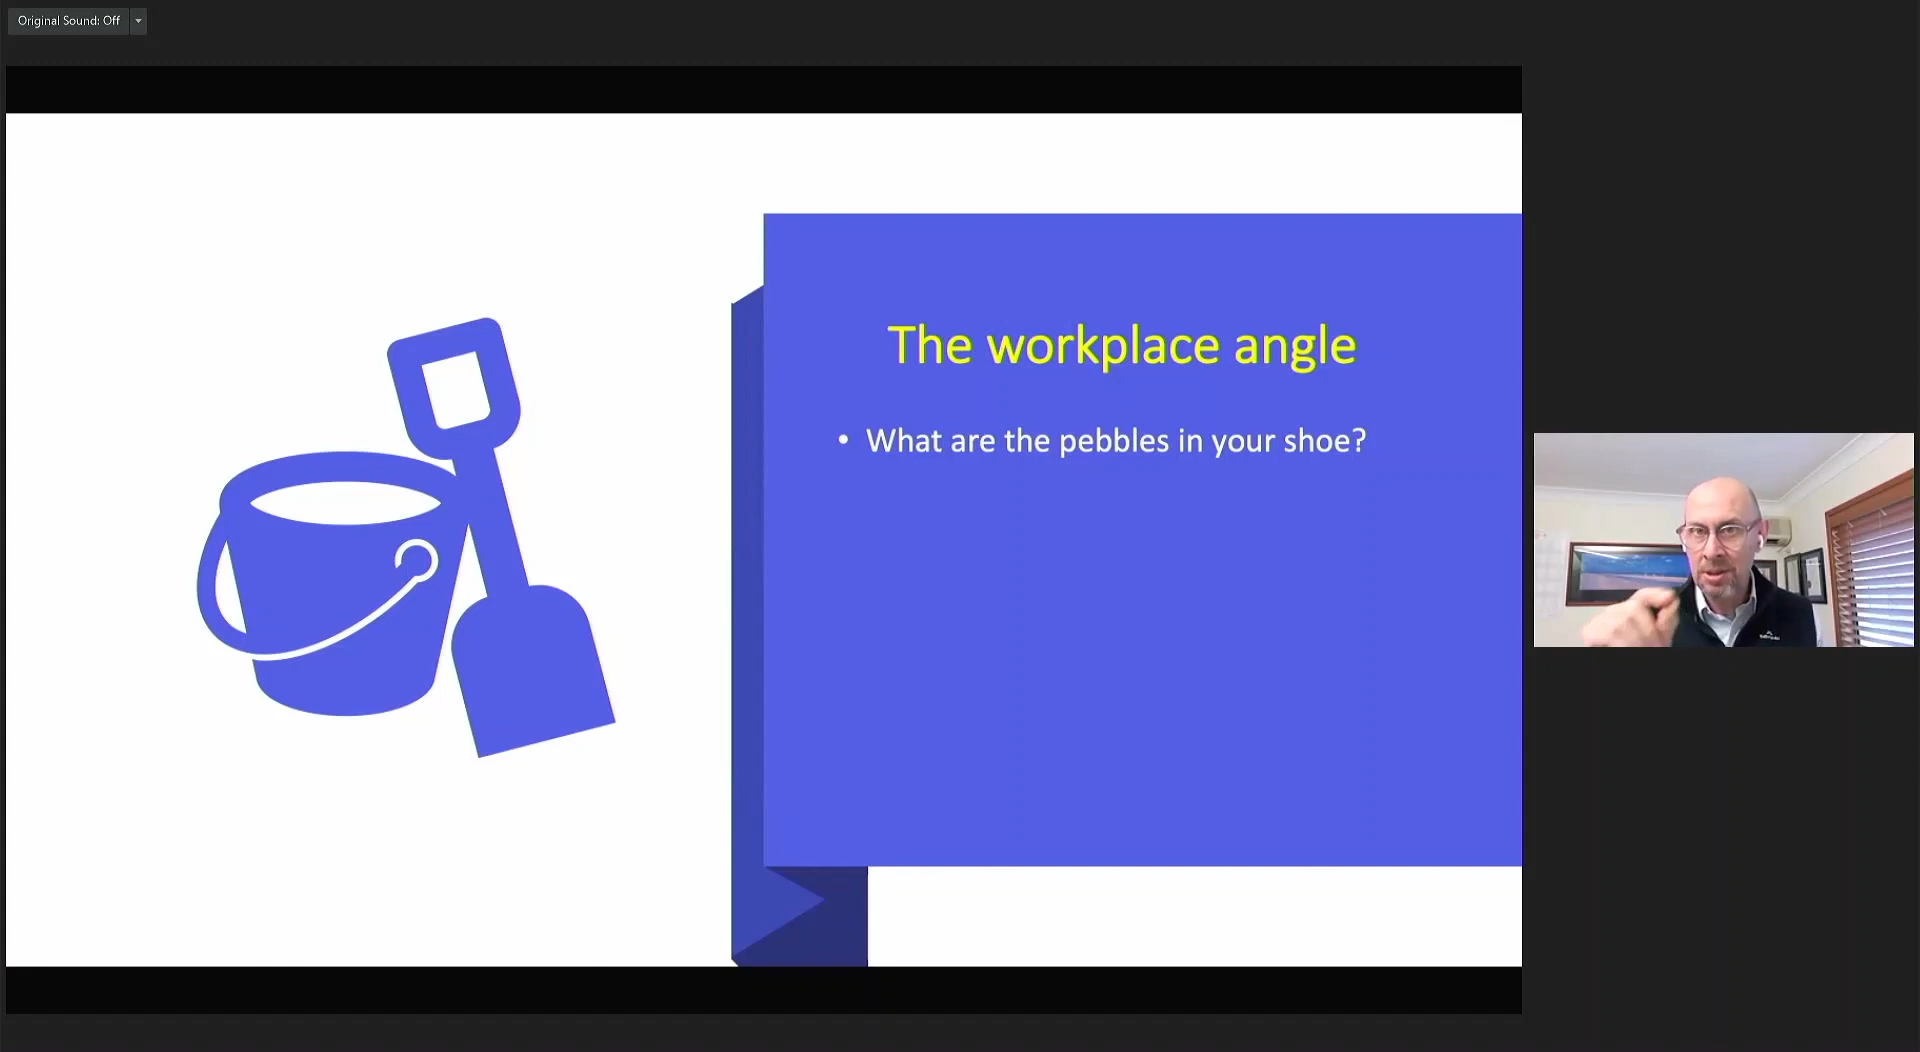 Original Sound: Off
The workplace angle
• What are the pebbles in your shoe?